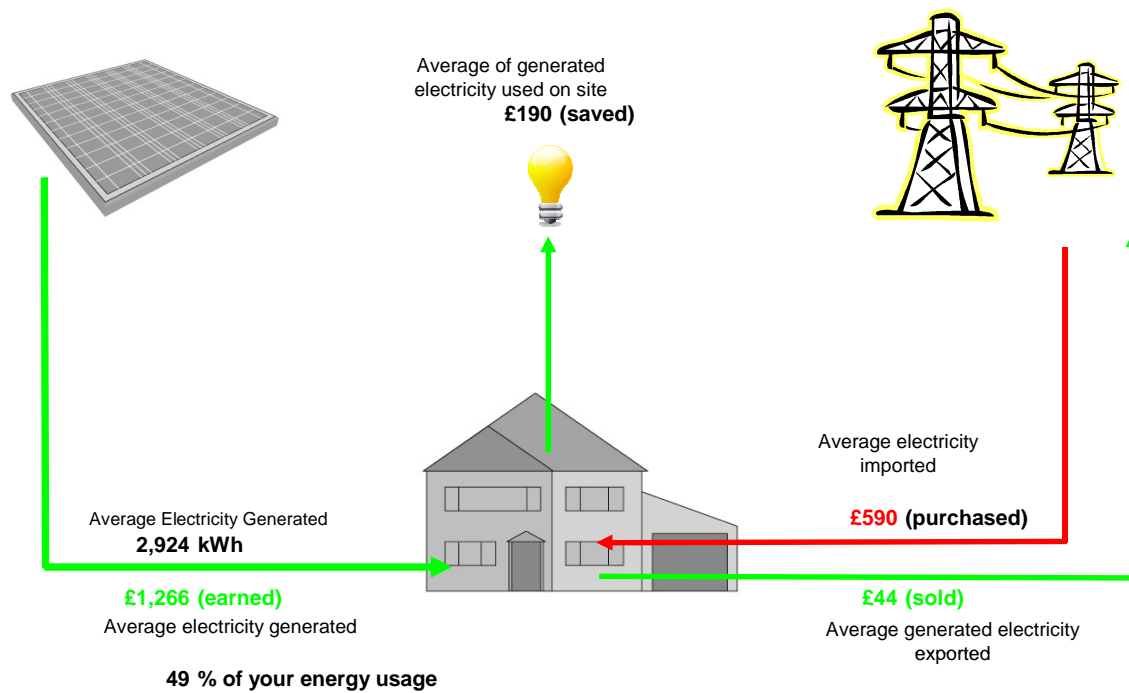 Average of generated
electricity used on site
£190 (saved)
Average electricity
imported
£590 (purchased)
Average Electricity Generated
2,924 kWh
£1,266 (earned)
Average electricity generated
£44 (sold)
Average generated electricity
exported
49 % of your energy usage